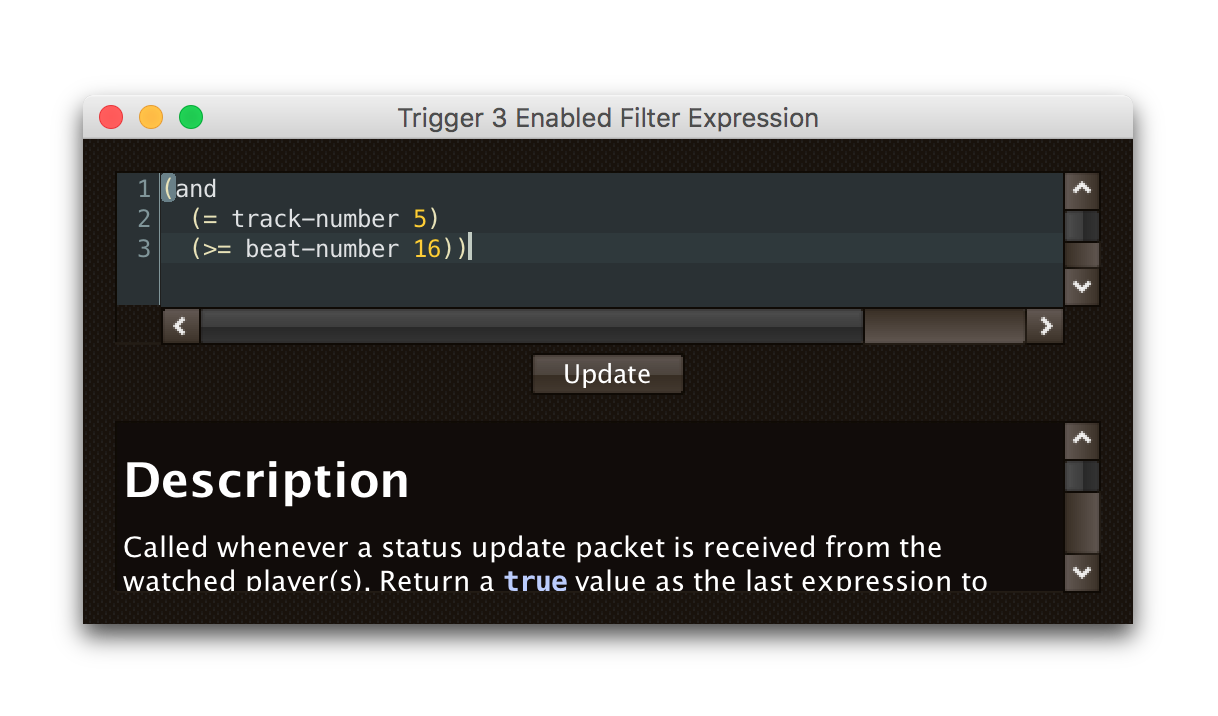 Trigger 3 Enabled Filter Expression
1 (and
2   (= track-number 5)
3   (>= beat-number 16))
Update
Description
Called whenever a status update packet is received from the
watched player(s). Return a true value as the last expression to